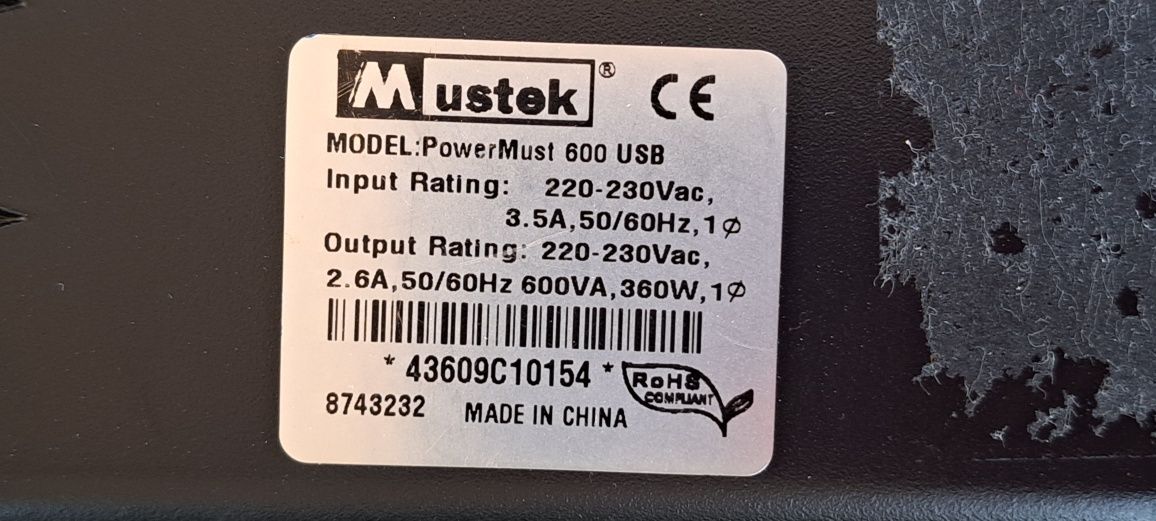 Mustek ® CE
MODEL:PowerMust 600 USB
Input Rating: 220-230Vac,
3.5A,50/60Hz,1∅
Output Rating: 220-230Vac,
2.6A,50/60Hz 600VA,360W,1∅
* 43609C10154 *
RoHS
COMPLIANT
8743232 MADE IN CHINA